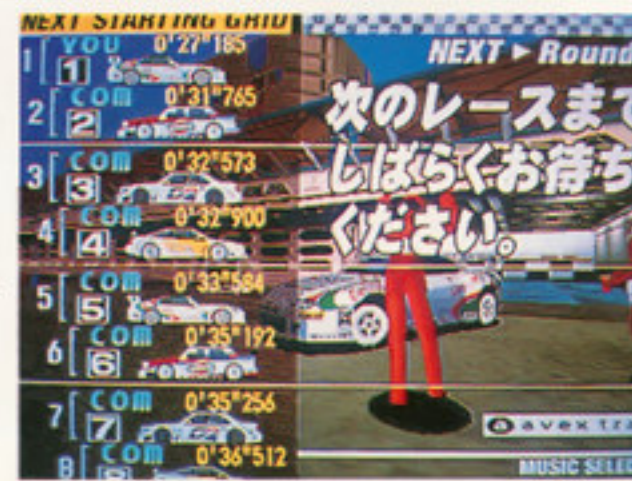 NEXT STARTING GRID
1 YOU 0'27"185
1
2 COM 0'31"765
2
3 COM 0'32"573
3
4 COM 0'32"900
4
5 COM 0'33"584
5
6 COM 0'35"192
6
7 COM 0'35"256
7
8 COM 0'36"512
NEXT ▶ Round
次のレースまで
しばらくお待ち
ください。
avex tra
MUSIC SELEC